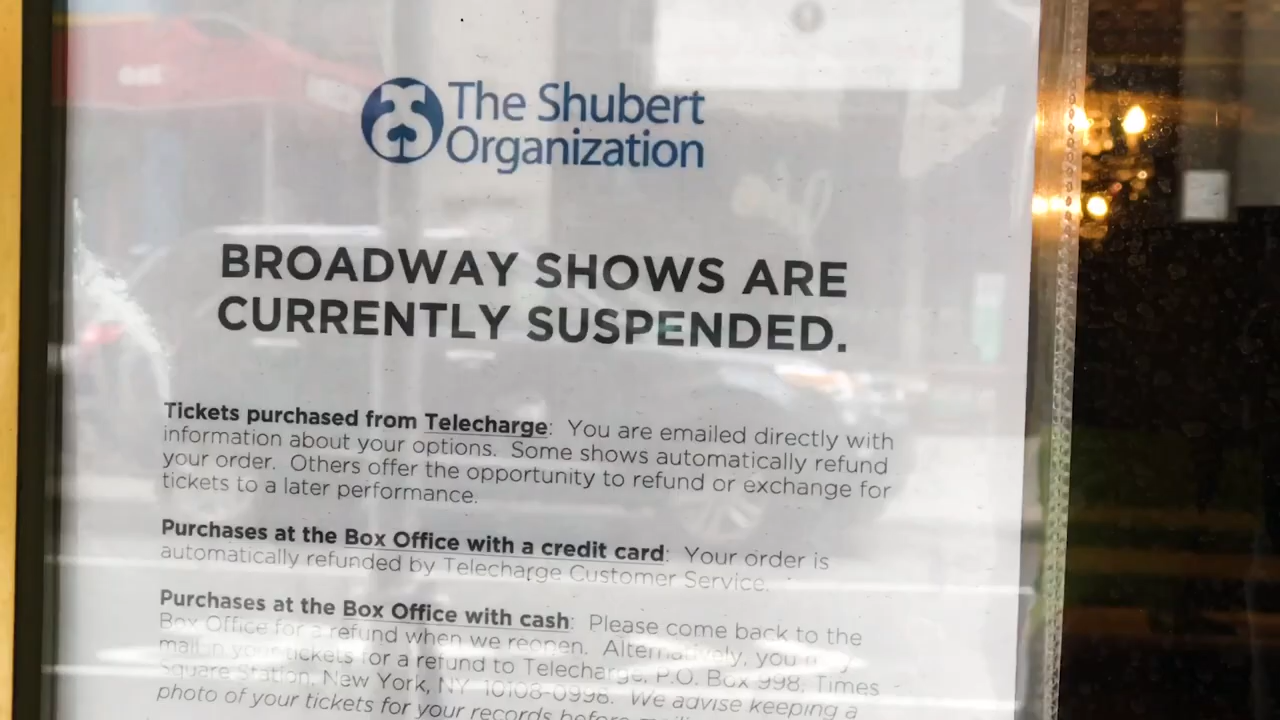 The Shubert
Organization
BROADWAY SHOWS ARE
CURRENTLY SUSPENDED.
Tickets purchased from Telecharge: You are emailed directly with
information about your options. Some shows automatically refund
your order. Others offer the opportunity to refund or exchange for
tickets to a later performance.
Purchases at the Box Office with a credit card: Your order is
automatically refunded by Telecharge Customer Service.
Purchases at the Box Office with cash: Please come back to the
Box Office for a refund when we reopen. Alternatively, you
mail in your tickets for a refund to Telecharge, P.O. Box 998, Times
Square Station, New York, NY 10108-0998. We advise keeping a
photo of your tickets for your records before